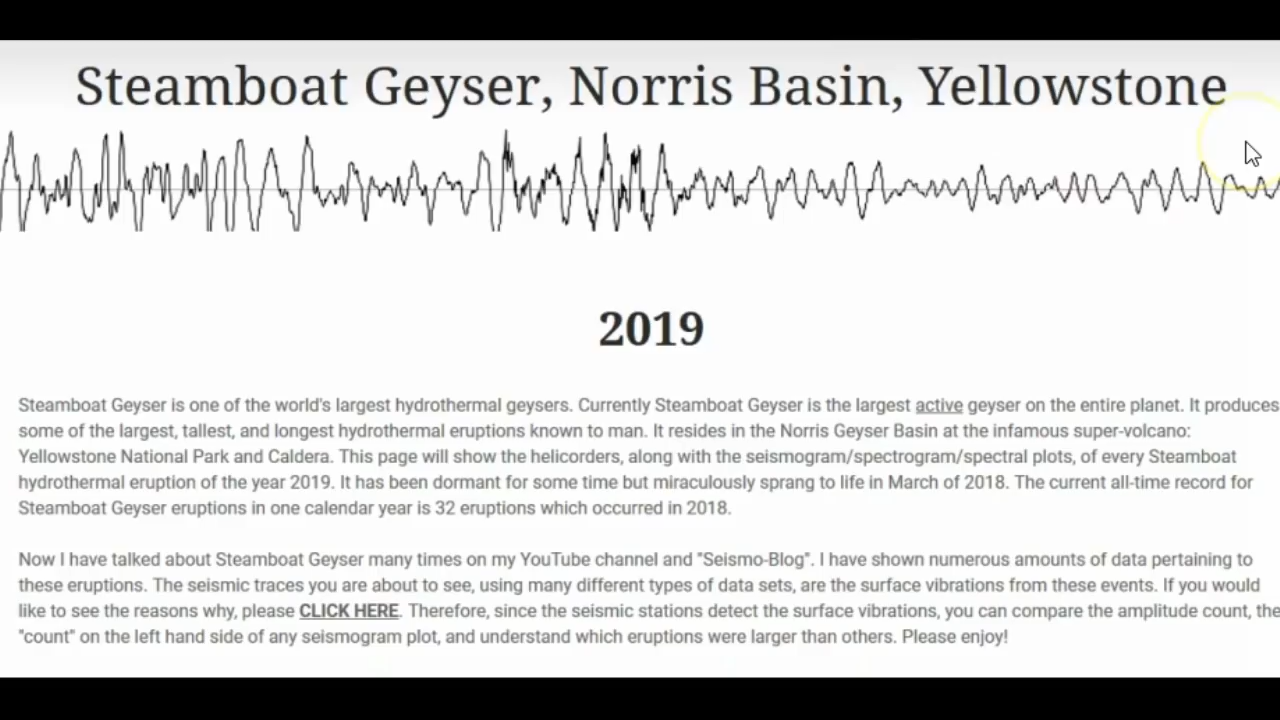 Steamboat Geyser, Norris Basin, Yellowstone
2019
Steamboat Geyser is one of the world's largest hydrothermal geysers. Currently Steamboat Geyser is the largest active geyser on the entire planet. It produces
some of the largest, tallest, and longest hydrothermal eruptions known to man. It resides in the Norris Geyser Basin at the infamous super-volcano:
Yellowstone National Park and Caldera. This page will show the helicorders, along with the seismogram/spectrogram/spectral plots, of every Steamboat
hydrothermal eruption of the year 2019. It has been dormant for some time but miraculously sprang to life in March of 2018. The current all-time record for
Steamboat Geyser eruptions in one calendar year is 32 eruptions which occurred in 2018.
Now I have talked about Steamboat Geyser many times on my YouTube channel and "Seismo-Blog". I have shown numerous amounts of data pertaining to
these eruptions. The seismic traces you are about to see, using many different types of data sets, are the surface vibrations from these events. If you would
like to see the reasons why, please CLICK HERE. Therefore, since the seismic stations detect the surface vibrations, you can compare the amplitude count, the
"count" on the left hand side of any seismogram plot, and understand which eruptions were larger than others. Please enjoy!